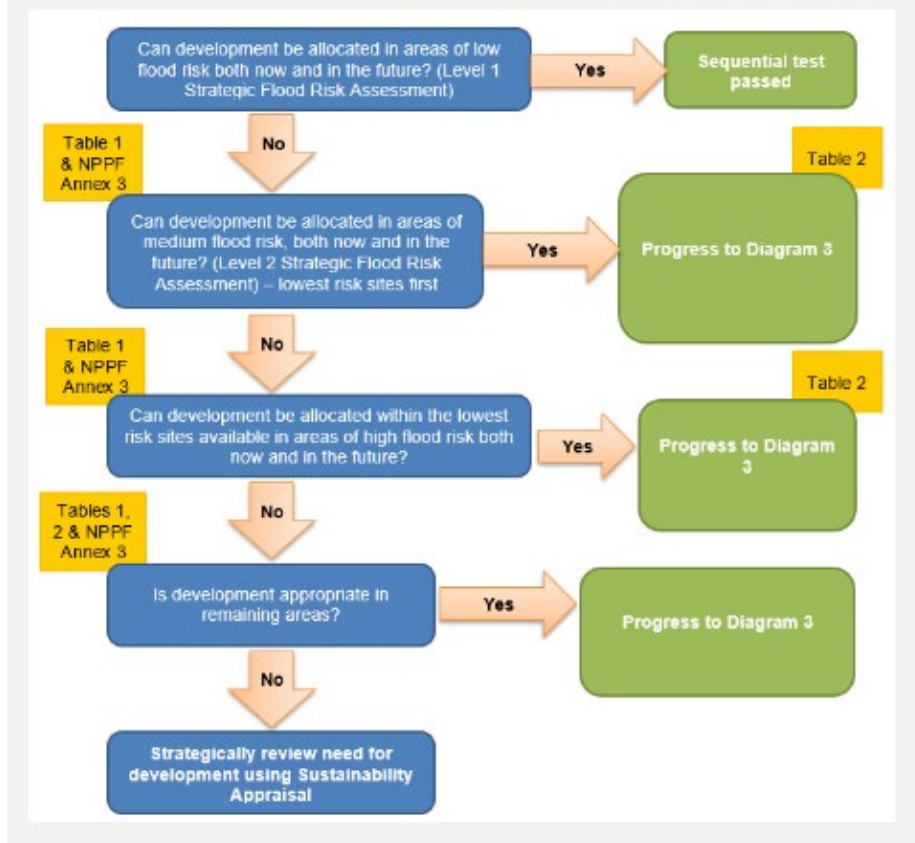 Can development be allocated in areas of low
flood risk both now and in the future? (Level 1
Strategic Flood Risk Assessment)
Yes
Sequential test
passed
No
Table 1
& NPPF
Annex 3
Table 2
Can development be allocated in areas of
medium flood risk, both now and in the
future? (Level 2 Strategic Flood Risk
Assessment) – lowest risk sites first
Yes
Progress to Diagram 3
No
Table 1
& NPPF
Annex 3
Table 2
Can development be allocated within the lowest
risk sites available in areas of high flood risk both
now and in the future?
Yes
Progress to Diagram
3
No
Tables 1,
2 & NPPF
Annex 3
Is development appropriate in
remaining areas?
Yes
Progress to Diagram 3
No
Strategically review need for
development using Sustainability
Appraisal